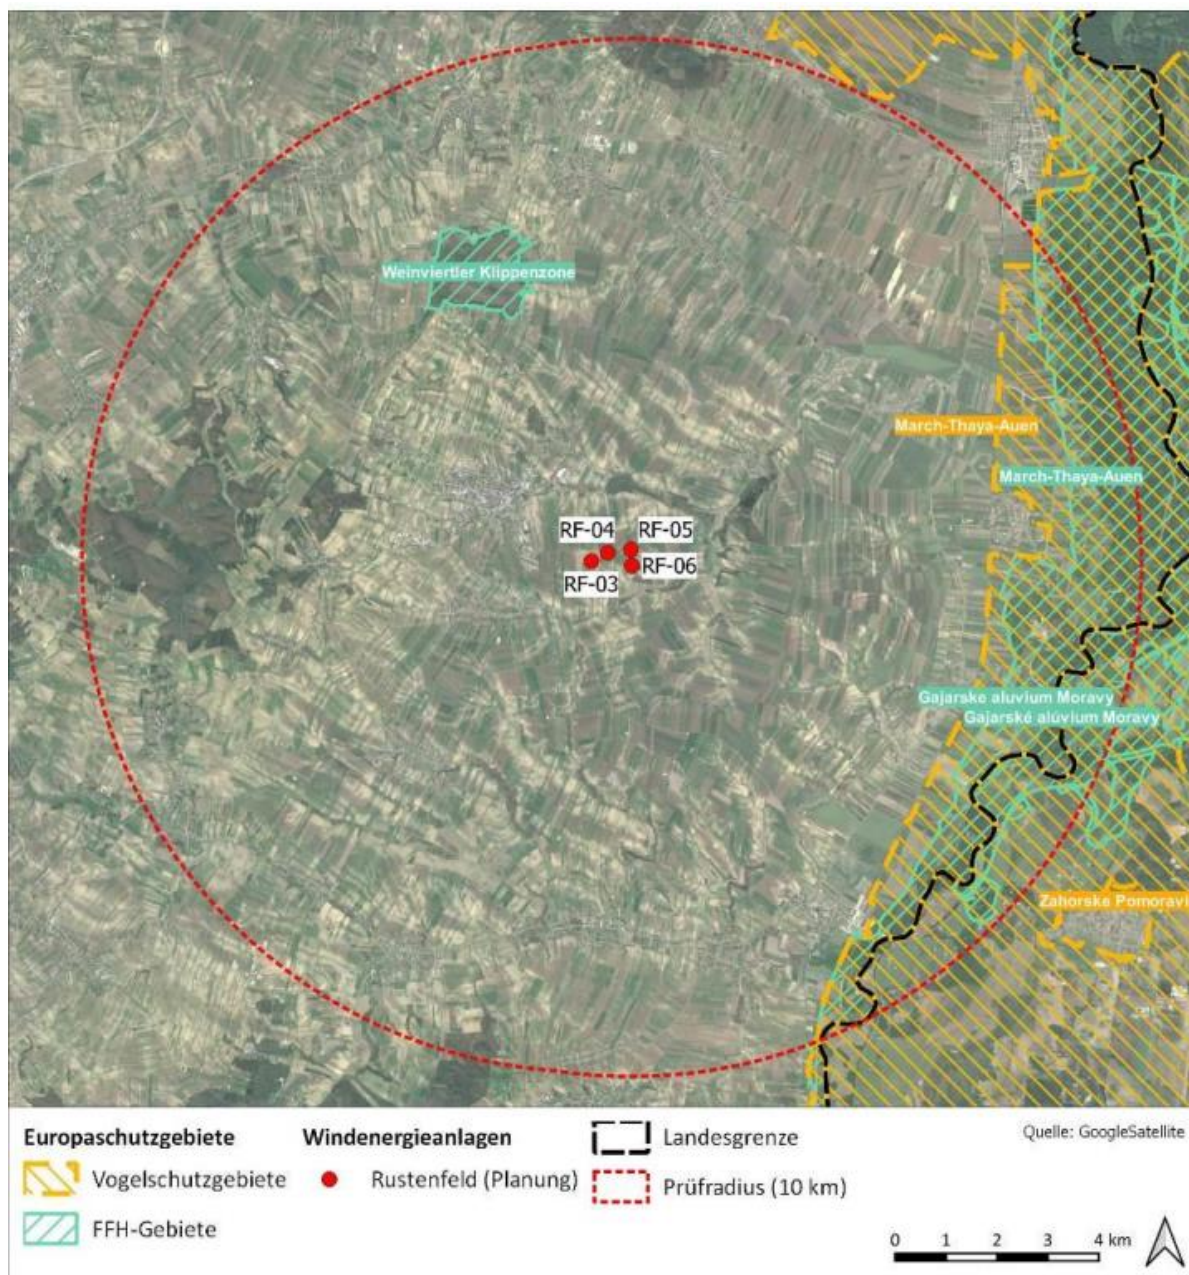 Weinviertler Klippenzone
March-Thaya-Auen
March-Thaya-Auen
RF-04
RF-05
RF-06
RF-03
Gajarske aluvium Moravy
Gajarské alúvium Moravy
Zahorske Pomoravi
Europaschutzgebiete
Vogelschutzgebiete
FFH-Gebiete
Windenergieanlagen
Rustenfeld (Planung)
Landesgrenze
Prüfradius (10 km)
Quelle: GoogleSatellite
0 1 2 3 4 km